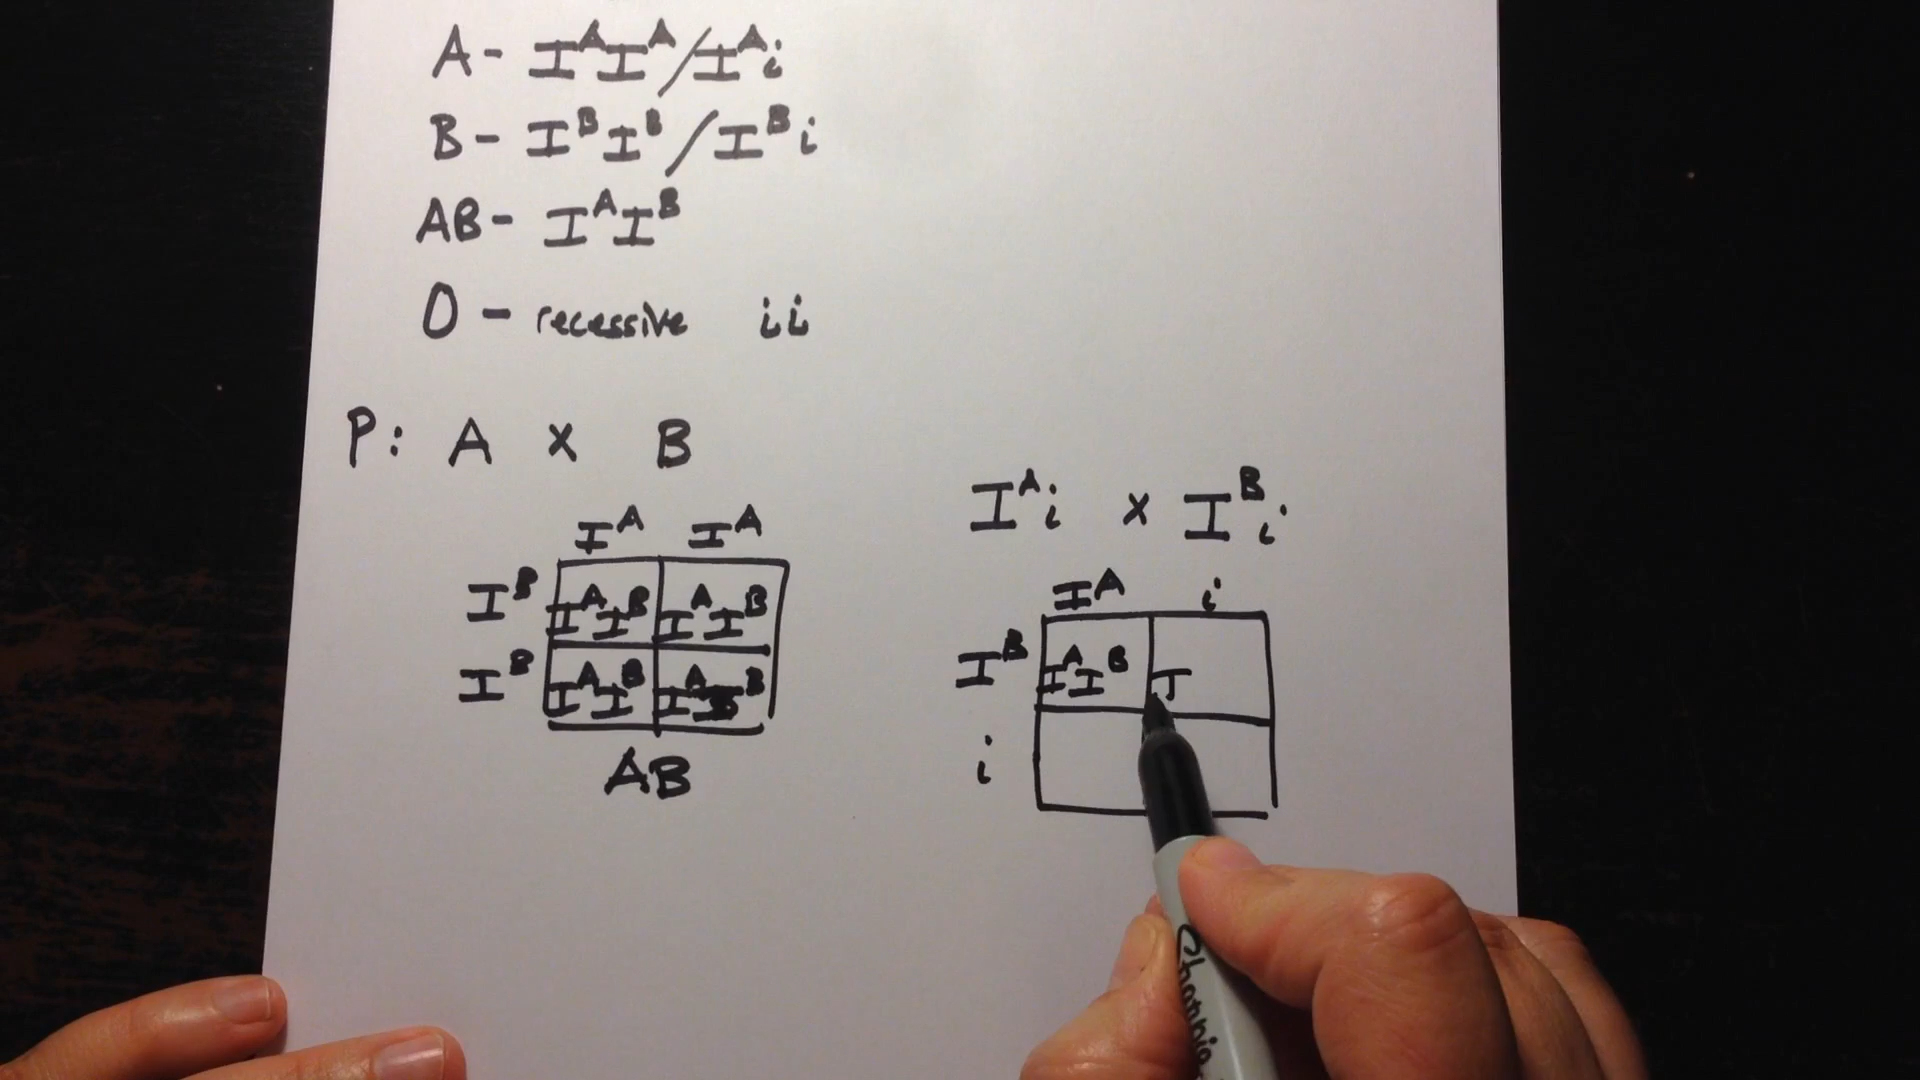 A - IᴬIᴬ/Iᴬi
B - IᴮIᴮ/Iᴮi
AB - IᴬIᴮ
O - recessive ii
P: A x B
Iᴬ Iᴬ
Iᴮ IᴬIᴮ IᴬIᴮ
Iᴮ IᴬIᴮ IᴬIᴮ
AB
Iᴬi x Iᴮi
Iᴬ i
Iᴮ IᴬIᴮ I
i
Sharpie